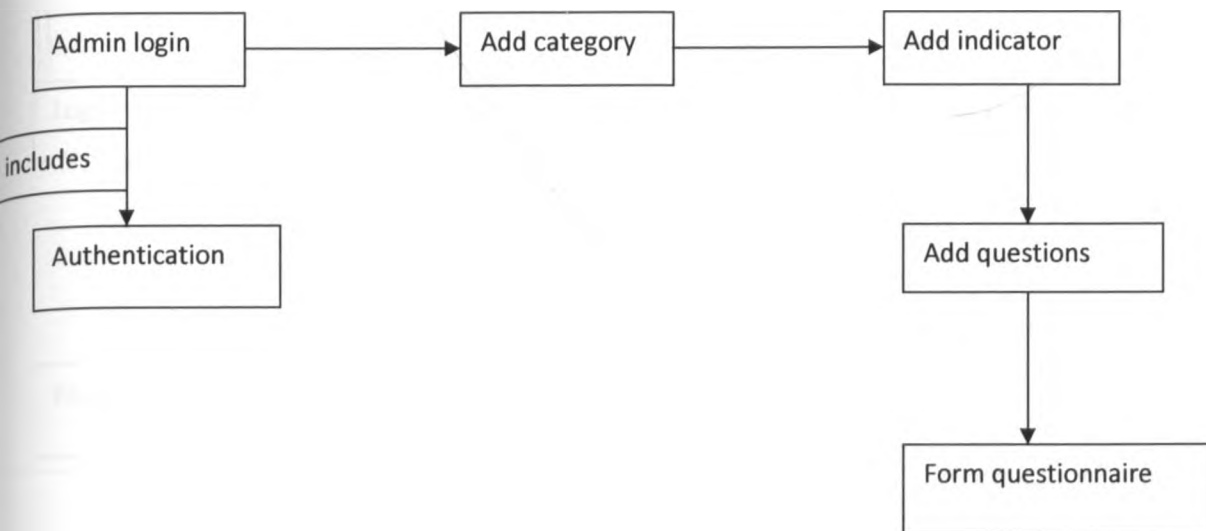 Admin login
Add category
Add indicator
includes
Authentication
Add questions
Form questionnaire